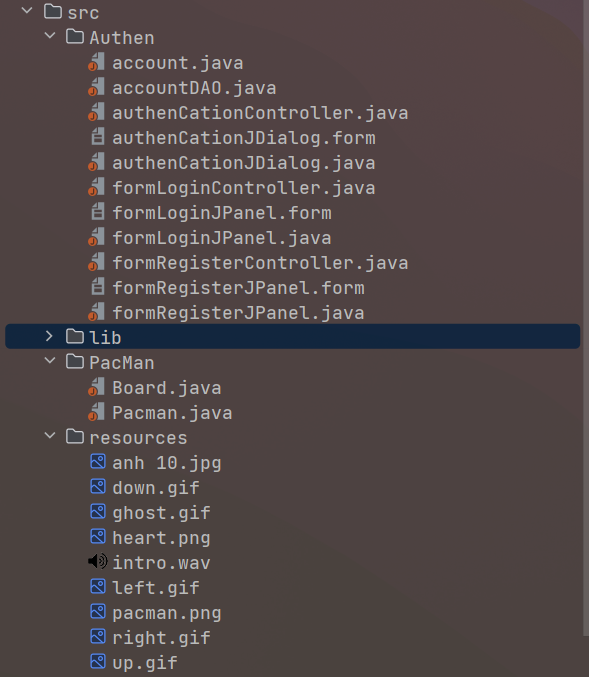 src
Authen
account.java
accountDAO.java
authenCationController.java
authenCationJDialog.form
authenCationJDialog.java
formLoginController.java
formLoginJPanel.form
formLoginJPanel.java
formRegisterController.java
formRegisterJPanel.form
formRegisterJPanel.java
lib
PacMan
Board.java
Pacman.java
resources
anh 10.jpg
down.gif
ghost.gif
heart.png
intro.wav
left.gif
pacman.png
right.gif
up.gif